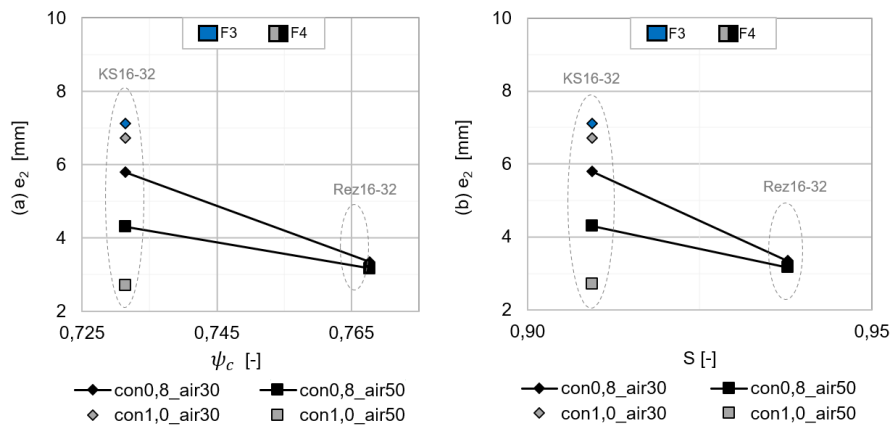 F3 F4
KS16-32
Rez16-32
(a) e₂ [mm]
10
8
6
4
2
0,725 0,745 0,765
ψ_c [-]
con0,8_air30 con0,8_air50
con1,0_air30 con1,0_air50
F3 F4
KS16-32
Rez16-32
(b) e₂ [mm]
10
8
6
4
2
0,90 0,95
S [-]
con0,8_air30 con0,8_air50
con1,0_air30 con1,0_air50